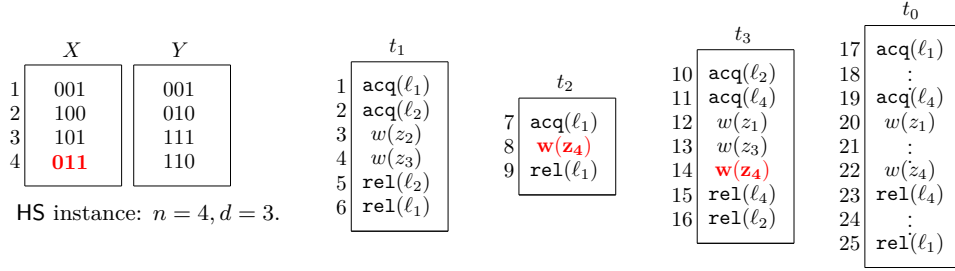 X Y
1 001 001
2 100 010
3 101 111
4 011 110
HS instance: n = 4, d = 3.
t₁
1 acq(ℓ₁)
2 acq(ℓ₂)
3 w(z₂)
4 w(z₃)
5 rel(ℓ₂)
6 rel(ℓ₁)
t₂
7 acq(ℓ₁)
8 w(z₄)
9 rel(ℓ₁)
t₃
10 acq(ℓ₂)
11 acq(ℓ₄)
12 w(z₁)
13 w(z₃)
14 w(z₄)
15 rel(ℓ₄)
16 rel(ℓ₂)
t₀
17 acq(ℓ₁)
18 ⋮
19 acq(ℓ₄)
20 w(z₁)
21 ⋮
22 w(z₄)
23 rel(ℓ₄)
24 ⋮
25 rel(ℓ₁)